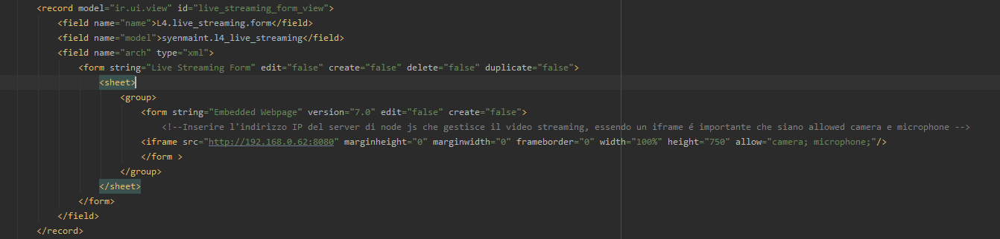 <record model="ir.ui.view" id="live_streaming_form_view">
<field name="name">L4.live_streaming.form</field>
<field name="model">syenmaint.l4_live_streaming</field>
<field name="arch" type="xml">
<form string="Live Streaming Form" edit="false" create="false" delete="false" duplicate="false">
<sheet>
<group>
<form string="Embedded Webpage" version="7.0" edit="false" create="false">
<!--Inserire l'indirizzo IP del server di node js che gestisce il video streaming, essendo un iframe é importante che siano allowed camera e microphone -->
<iframe src="http://192.168.0.62:8080" marginheight="0" marginwidth="0" frameborder="0" width="100%" height="750" allow="camera; microphone;"/>
</form >
</group>
</sheet>
</form>
</field>
</record>